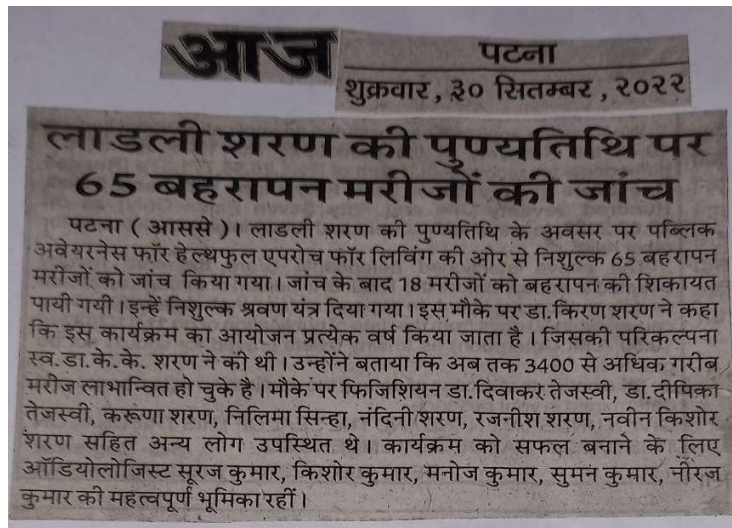 आज
पटना
शुक्रवार, ३० सितम्बर, २०२२
लाडली शरण की पुण्यतिथि पर
65 बहरापन मरीजों की जांच
पटना (आससे)। लाडली शरण की पुण्यतिथि के अवसर पर पब्लिक
अवेयरनेस फॉर हेल्थफुल एपरोच फॉर लिविंग की ओर से निशुल्क 65 बहरापन
मरीजों को जांच किया गया। जांच के बाद 18 मरीजों को बहरापन की शिकायत
पायी गयी। इन्हें निशुल्क श्रवण यंत्र दिया गया। इस मौके पर डा.किरण शरण ने कहा
कि इस कार्यक्रम का आयोजन प्रत्येक वर्ष किया जाता है। जिसकी परिकल्पना
स्व.डा.के.के. शरण ने की थी। उन्होंने बताया कि अब तक 3400 से अधिक गरीब
मरीज लाभान्वित हो चुके है। मौके पर फिजिशियन डा.दिवाकर तेजस्वी, डा.दीपिका
तेजस्वी, करूणा शरण, निलिमा सिन्हा, नंदिनी शरण, रजनीश शरण, नवीन किशोर
शरण सहित अन्य लोग उपस्थित थे। कार्यक्रम को सफल बनाने के लिए
ऑडियोलोजिस्ट सूरज कुमार, किशोर कुमार, मनोज कुमार, सुमन कुमार, नीरज
कुमार की महत्वपूर्ण भूमिका रहीं।